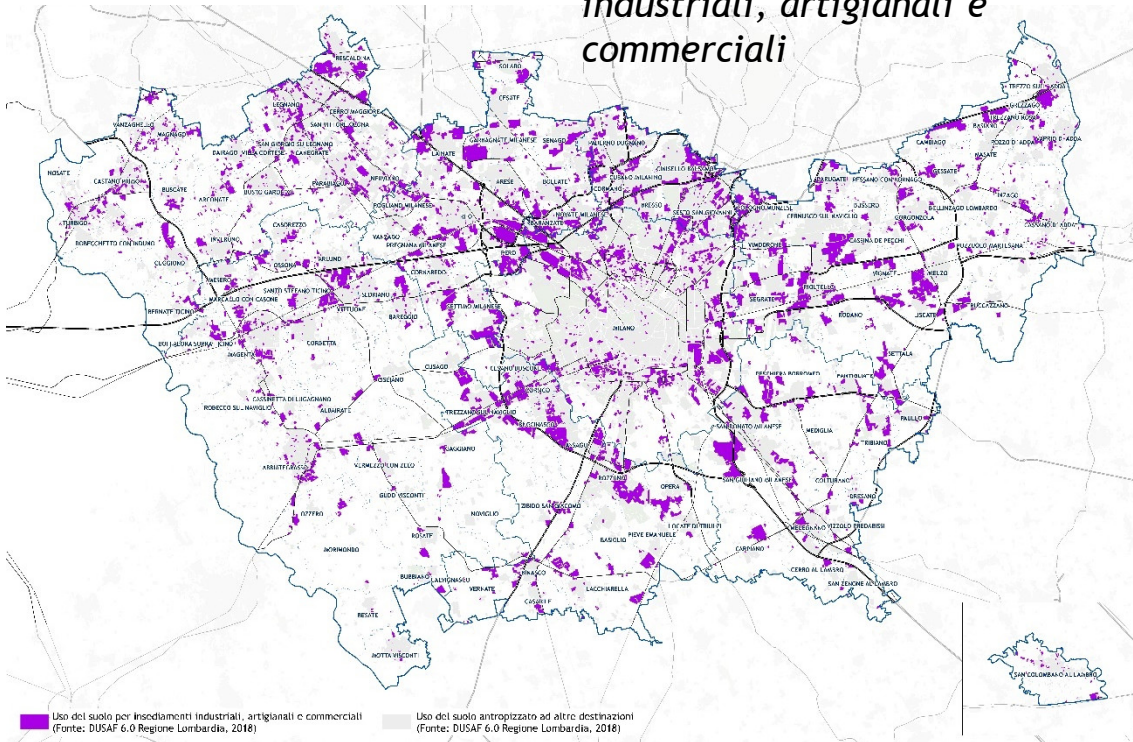 industriali, artigianali e
commerciali
RESCALDINA
SOLARO
CESATE
LEGNANO
CERRO MAGGIORE
VANZAGHELLO
MAGNAGO
SAN GIORGIO SU LEGNANO
CANEGRATE
NOSATE
CASTANO PRIMO
BUSCATE
ARCONATE
BUSTO GAROLFO
PARABIAGO
NERVIANO
LAINATE
GARBAGNATE MILANESE
SENAGO
PADERNO DUGNANO
ARESE
BOLLATE
CORMANO
CUSANO MILANINO
CINISELLO BALSAMO
BRESSO
SESTO SAN GIOVANNI
COLOGNO MONZESE
NOVATE MILANESE
BARANZATE
POGLIANO MILANESE
PREGNANA MILANESE
VANZAGO
PERO
CORNAREDO
CASOREZZO
INVERUNO
OSSONA
ARLUNO
TURBIGO
CUGGIONO
MESERO
MARCALLO CON CASONE
SANTO STEFANO TICINO
SEDRIANO
VITTUONE
BAREGGIO
SETTIMO MILANESE
BERNATE TICINO
MAGENTA
CORBETTA
CUSAGO
CISLIANO
MILANO
CASSINETTA DI LUGAGNANO
ROBECCO SUL NAVIGLIO
ALBAIRATE
CORSICO
TREZZANO SUL NAVIGLIO
BUCCINASCO
ASSAGO
GAGGIANO
ABBIATEGRASSO
VERMEZZO CON ZELO
GUDO VISCONTI
OZZERO
ROSATE
NOVIGLIO
ZIBIDO SAN GIACOMO
ROZZANO
OPERA
LOCATE DI TRIULZI
PIEVE EMANUELE
BASIGLIO
MORIMONDO
BUBBIANO
CALVIGNASCO
VERNATE
BINASCO
CASARILE
LACCHIARELLA
BESATE
MOTTA VISCONTI
TREZZO SULL'ADDA
GREZZAGO
TREZZANO ROSA
BASIANO
VAPRIO D'ADDA
POZZO D'ADDA
MASATE
CAMBIAGO
GESSATE
INZAGO
BELLINZAGO LOMBARDO
CASSANO D'ADDA
CARUGATE
PESSANO CON BORNAGO
BUSSERO
GORGONZOLA
CERNUSCO SUL NAVIGLIO
CASSINA DE PECCHI
VIMODRONE
POZZUOLO MARTESANA
VIGNATE
MELZO
TRUCCAZZANO
SEGRATE
PIOLTELLO
RODANO
LISCATE
SETTALA
PESCHIERA BORROMEO
PANTIGLIATE
PAULLO
MEDIGLIA
TRIBIANO
SAN DONATO MILANESE
SAN GIULIANO MILANESE
COLTURANO
DRESANO
MELEGNANO
VIZZOLO PREDABISSI
CARPIANO
CERRO AL LAMBRO
SAN ZENONE AL LAMBRO
SAN COLOMBANO AL LAMBRO
Uso del suolo per insediamenti industriali, artigianali e commerciali
(Fonte: DUSAF 6.0 Regione Lombardia, 2018)
Uso del suolo antropizzato ad altre destinazioni
(Fonte: DUSAF 6.0 Regione Lombardia, 2018)